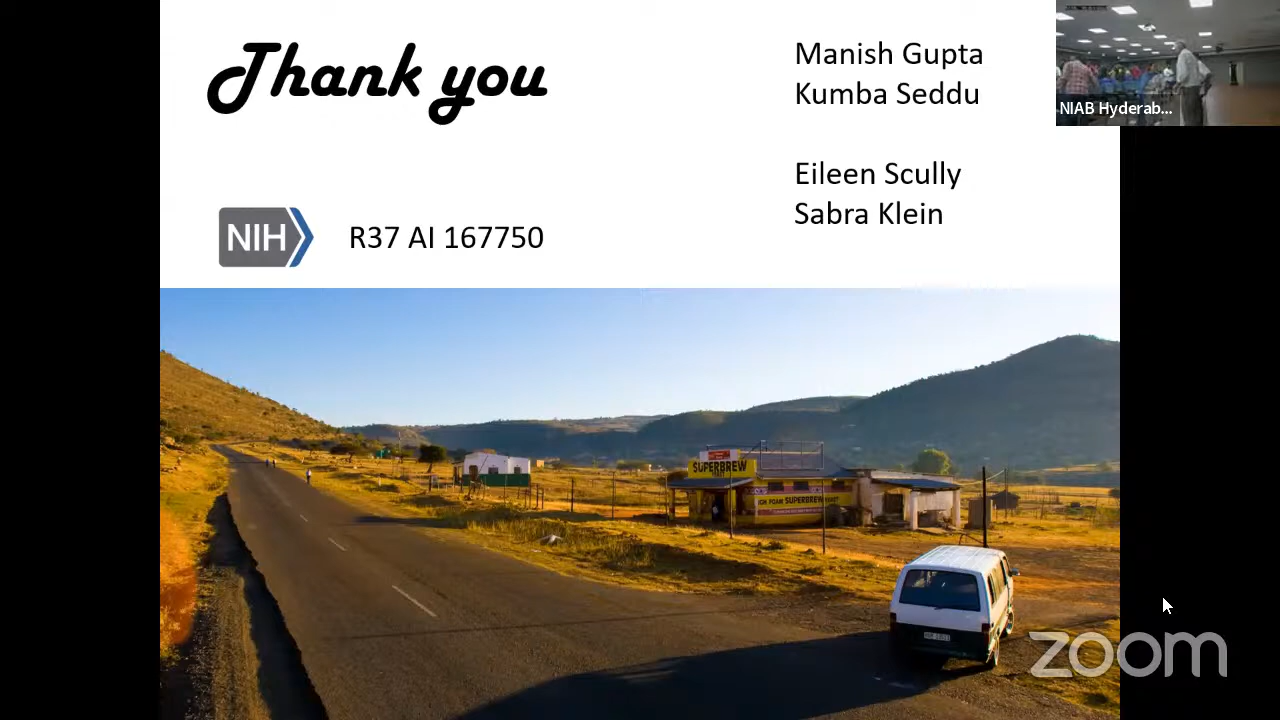 Thank you
Manish Gupta
Kumba Seddu
Eileen Scully
Sabra Klein
NIH
R37 AI 167750
NIAB Hyderab...
SUPERBREW
SUPERBREW
zoom